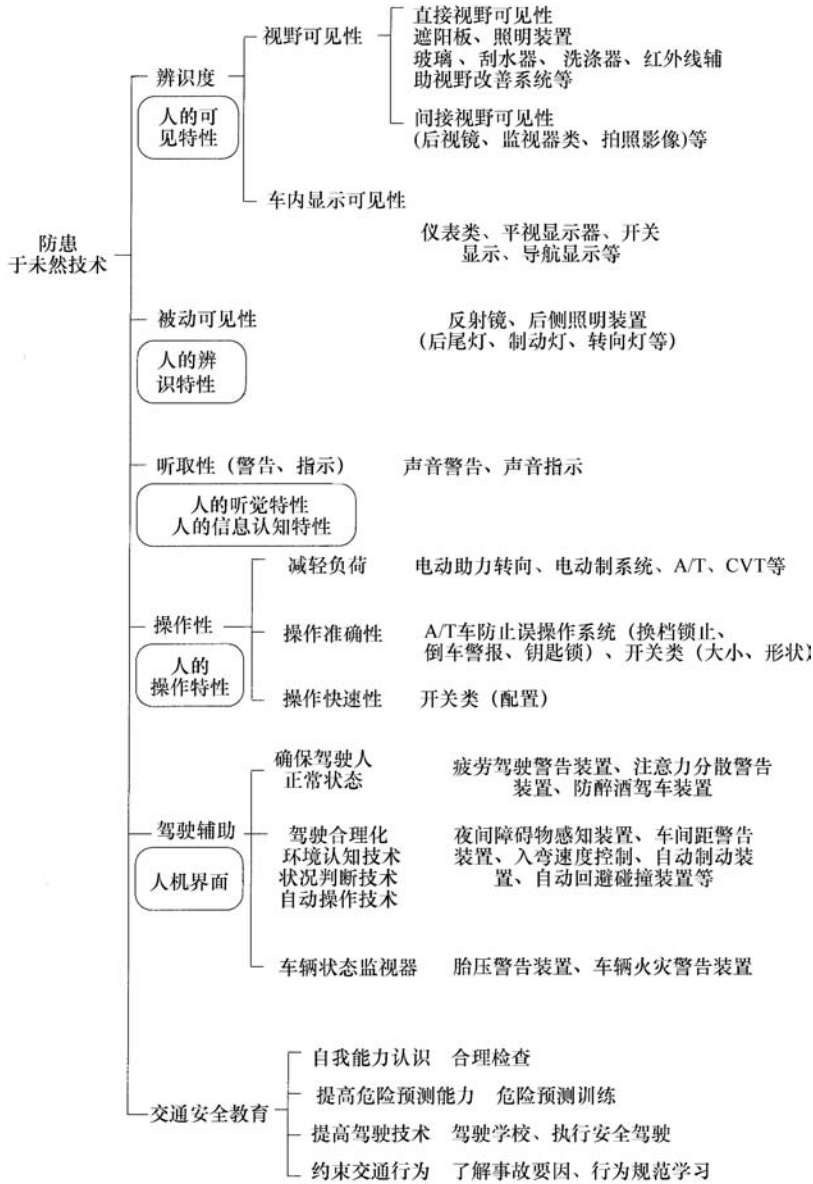 防患
于未然技术
辨识度
人的可
见特性
视野可见性
直接视野可见性
遮阳板、照明装置
玻璃、刮水器、洗涤器、红外线辅
助视野改善系统等
间接视野可见性
(后视镜、监视器类、拍照影像)等
车内显示可见性
仪表类、平视显示器、开关
显示、导航显示等
被动可见性
人的辨
识特性
反射镜、后侧照明装置
(后尾灯、制动灯、转向灯等)
听取性（警告、指示）
声音警告、声音指示
人的听觉特性
人的信息认知特性
操作性
人的
操作特性
减轻负荷
电动助力转向、电动制系统、A/T、CVT等
操作准确性
A/T车防止误操作系统（换档锁止、
倒车警报、钥匙锁）、开关类（大小、形状）
操作快速性
开关类（配置）
驾驶辅助
人机界面
确保驾驶人
正常状态
疲劳驾驶警告装置、注意力分散警告
装置、防醉酒驾车装置
驾驶合理化
环境认知技术
状况判断技术
自动操作技术
夜间障碍物感知装置、车间距警告
装置、入弯速度控制、自动制动装
置、自动回避碰撞装置等
车辆状态监视器
胎压警告装置、车辆火灾警告装置
交通安全教育
自我能力认识 合理检查
提高危险预测能力 危险预测训练
提高驾驶技术 驾驶学校、执行安全驾驶
约束交通行为 了解事故要因、行为规范学习